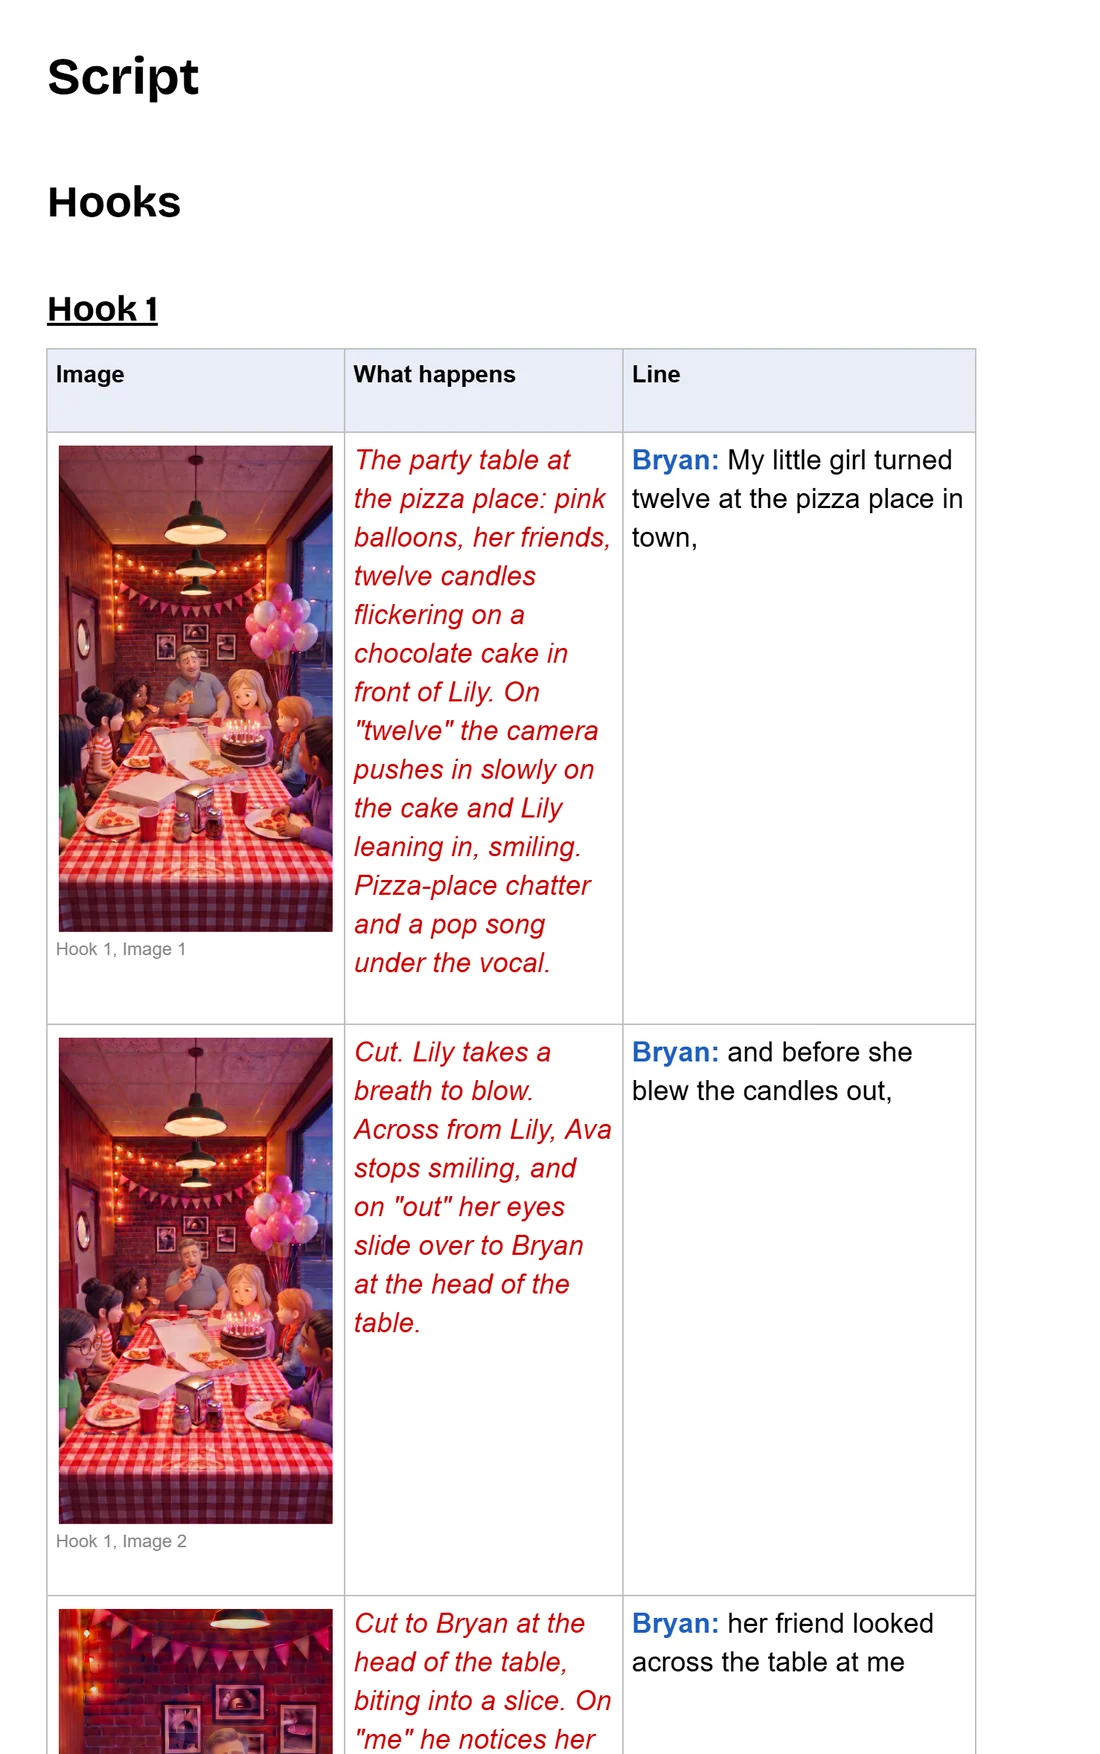 Script
Hooks
Hook 1
Image
What happens
Line
The party table at
the pizza place: pink
balloons, her friends,
twelve candles
flickering on a
chocolate cake in
front of Lily. On
"twelve" the camera
pushes in slowly on
the cake and Lily
leaning in, smiling.
Pizza-place chatter
and a pop song
under the vocal.
Bryan: My little girl turned
twelve at the pizza place in
town,
Hook 1, Image 1
Cut. Lily takes a
breath to blow.
Across from Lily, Ava
stops smiling, and
on "out" her eyes
slide over to Bryan
at the head of the
table.
Bryan: and before she
blew the candles out,
Hook 1, Image 2
Cut to Bryan at the
head of the table,
biting into a slice. On
"me" he notices her
Bryan: her friend looked
across the table at me